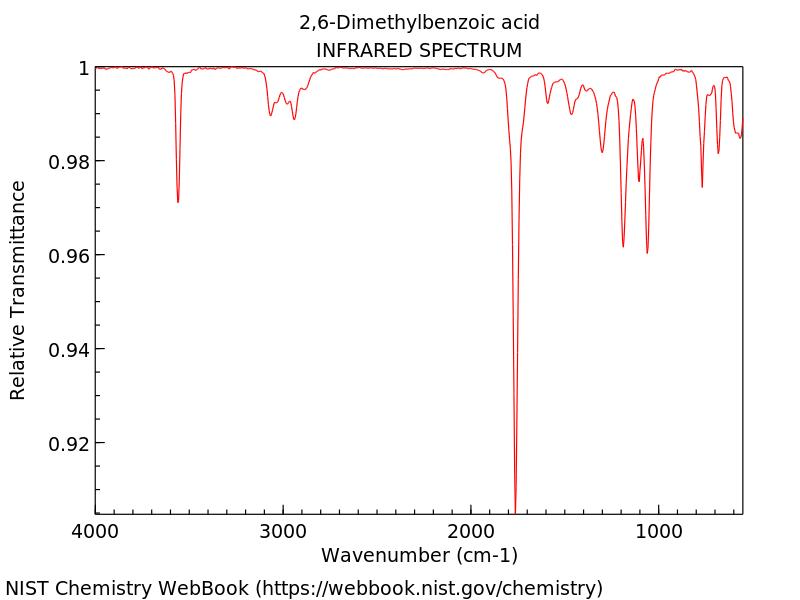 2,6-Dimethylbenzoic acid
INFRARED SPECTRUM
1
0.98
0.96
0.94
0.92
Relative Transmittance
4000 3000 2000 1000
Wavenumber (cm-1)
NIST Chemistry WebBook (https://webbook.nist.gov/chemistry)